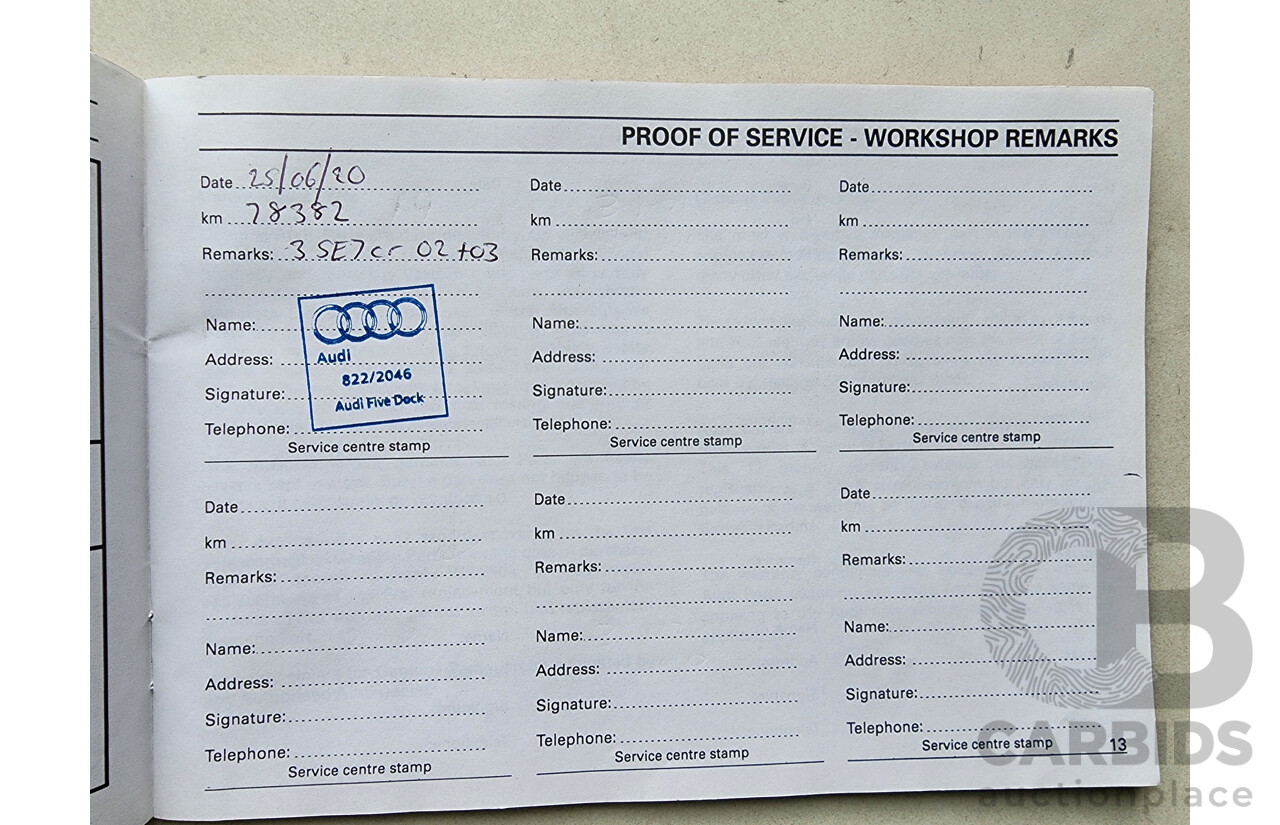 PROOF OF SERVICE - WORKSHOP REMARKS
Date 25/06/20
km 78382
Remarks: 3 SE7
02 to3
Name:
Address:
Signature:
Telephone:
Audi
822/2046
Audi Five Dock
Service centre stamp
Date
km
Remarks:
Name:
Address:
Signature:
Telephone:
Service centre stamp
Date
km
Remarks:
Name:
Address:
Signature:
Telephone:
Service centre stamp
Date
km
Remarks:
Name:
Address:
Signature:
Telephone:
Service centre stamp
Date
km
Remarks:
Name:
Address:
Signature:
Telephone:
Service centre stamp
Date
km
Remarks:
Name:
Address:
Signature:
Telephone:
Service centre stamp
13
CARBIDS
auctionplace